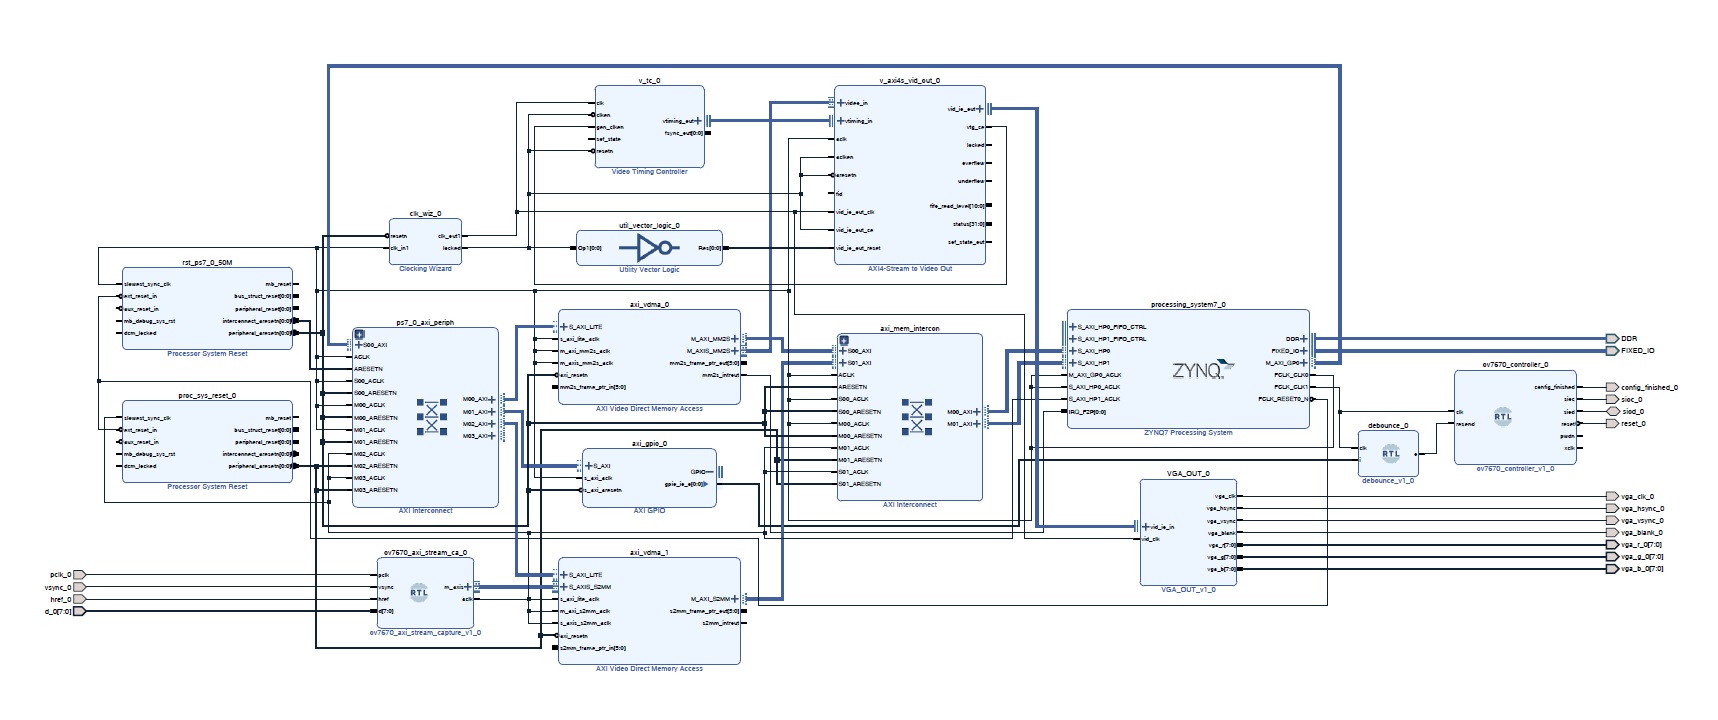 v_tc_0
clk
clken
gen_clken
sof_state
resetn
vtiming_out
fsync_out[0:0]
Video Timing Controller
v_axi4s_vid_out_0
video_in
vtiming_in
aclk
aclken
aresetn
fid
vid_io_out_clk
vid_io_out_ce
vid_io_out_reset
vid_io_out
vtg_ce
locked
overflow
underflow
fifo_read_level[10:0]
status[31:0]
sof_state_out
AXI4-Stream to Video Out
clk_wiz_0
resetn
clk_in1
clk_out1
locked
Clocking Wizard
util_vector_logic_0
Op1[0:0]
Res[0:0]
Utility Vector Logic
rst_ps7_0_50M
slowest_sync_clk
ext_reset_in
aux_reset_in
mb_debug_sys_rst
dcm_locked
mb_reset
bus_struct_reset[0:0]
peripheral_reset[0:0]
interconnect_aresetn[0:0]
peripheral_aresetn[0:0]
Processor System Reset
proc_sys_reset_0
slowest_sync_clk
ext_reset_in
aux_reset_in
mb_debug_sys_rst
dcm_locked
mb_reset
bus_struct_reset[0:0]
peripheral_reset[0:0]
interconnect_aresetn[0:0]
peripheral_aresetn[0:0]
Processor System Reset
ps7_0_axi_periph
S00_AXI
ACLK
ARESETN
S00_ACLK
S00_ARESETN
M00_ACLK
M00_ARESETN
M01_ACLK
M01_ARESETN
M02_ACLK
M02_ARESETN
M03_ACLK
M03_ARESETN
M00_AXI
M01_AXI
M02_AXI
M03_AXI
AXI Interconnect
axi_vdma_0
S_AXI_LITE
s_axi_lite_aclk
m_axi_mm2s_aclk
m_axis_mm2s_aclk
axi_resetn
mm2s_frame_ptr_in[5:0]
M_AXI_MM2S
M_AXIS_MM2S
mm2s_frame_ptr_out[5:0]
mm2s_introut
AXI Video Direct Memory Access
axi_gpio_0
S_AXI
s_axi_aclk
s_axi_aresetn
GPIO
gpio_io_o[0:0]
AXI GPIO
axi_mem_intercon
S00_AXI
S01_AXI
ACLK
ARESETN
S00_ACLK
S00_ARESETN
M00_ACLK
M00_ARESETN
M01_ACLK
M01_ARESETN
S01_ACLK
S01_ARESETN
M00_AXI
M01_AXI
AXI Interconnect
processing_system7_0
S_AXI_HP0_FIFO_CTRL
S_AXI_HP1_FIFO_CTRL
S_AXI_HP0
S_AXI_HP1
M_AXI_GP0_ACLK
S_AXI_HP0_ACLK
S_AXI_HP1_ACLK
IRQ_F2P[0:0]
ZYNQ
DDR
FIXED_IO
M_AXI_GP0
FCLK_CLK0
FCLK_CLK1
FCLK_RESET0_N
ZYNQ7 Processing System
DDR
FIXED_IO
ov7670_controller_0
clk
resend
RTL
config_finished
sioc
siod
reset
pwdn
xclk
ov7670_controller_v1_0
config_finished_0
sioc_0
siod_0
reset_0
debounce_0
clk
i
RTL
o
debounce_v1_0
VGA_OUT_0
vid_io_in
vid_clk
vga_clk
vga_hsync
vga_vsync
vga_blank
vga_r[7:0]
vga_g[7:0]
vga_b[7:0]
VGA_OUT_v1_0
vga_clk_0
vga_hsync_0
vga_vsync_0
vga_blank_0
vga_r_0[7:0]
vga_g_0[7:0]
vga_b_0[7:0]
pclk_0
vsync_0
href_0
d_0[7:0]
ov7670_axi_stream_ca_0
pclk
vsync
href
d[7:0]
RTL
m_axis
aclk
ov7670_axi_stream_capture_v1_0
axi_vdma_1
S_AXI_LITE
S_AXIS_S2MM
s_axi_lite_aclk
m_axi_s2mm_aclk
s_axis_s2mm_aclk
axi_resetn
s2mm_frame_ptr_in[5:0]
M_AXI_S2MM
s2mm_frame_ptr_out[5:0]
s2mm_introut
AXI Video Direct Memory Access